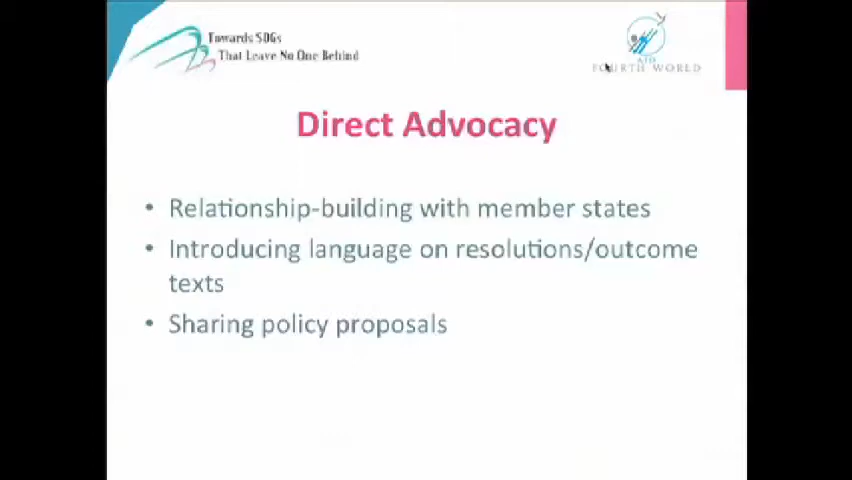 Towards SDGs
That Leave No One Behind
ATD
FOURTH WORLD
Direct Advocacy
• Relationship-building with member states
• Introducing language on resolutions/outcome
texts
• Sharing policy proposals